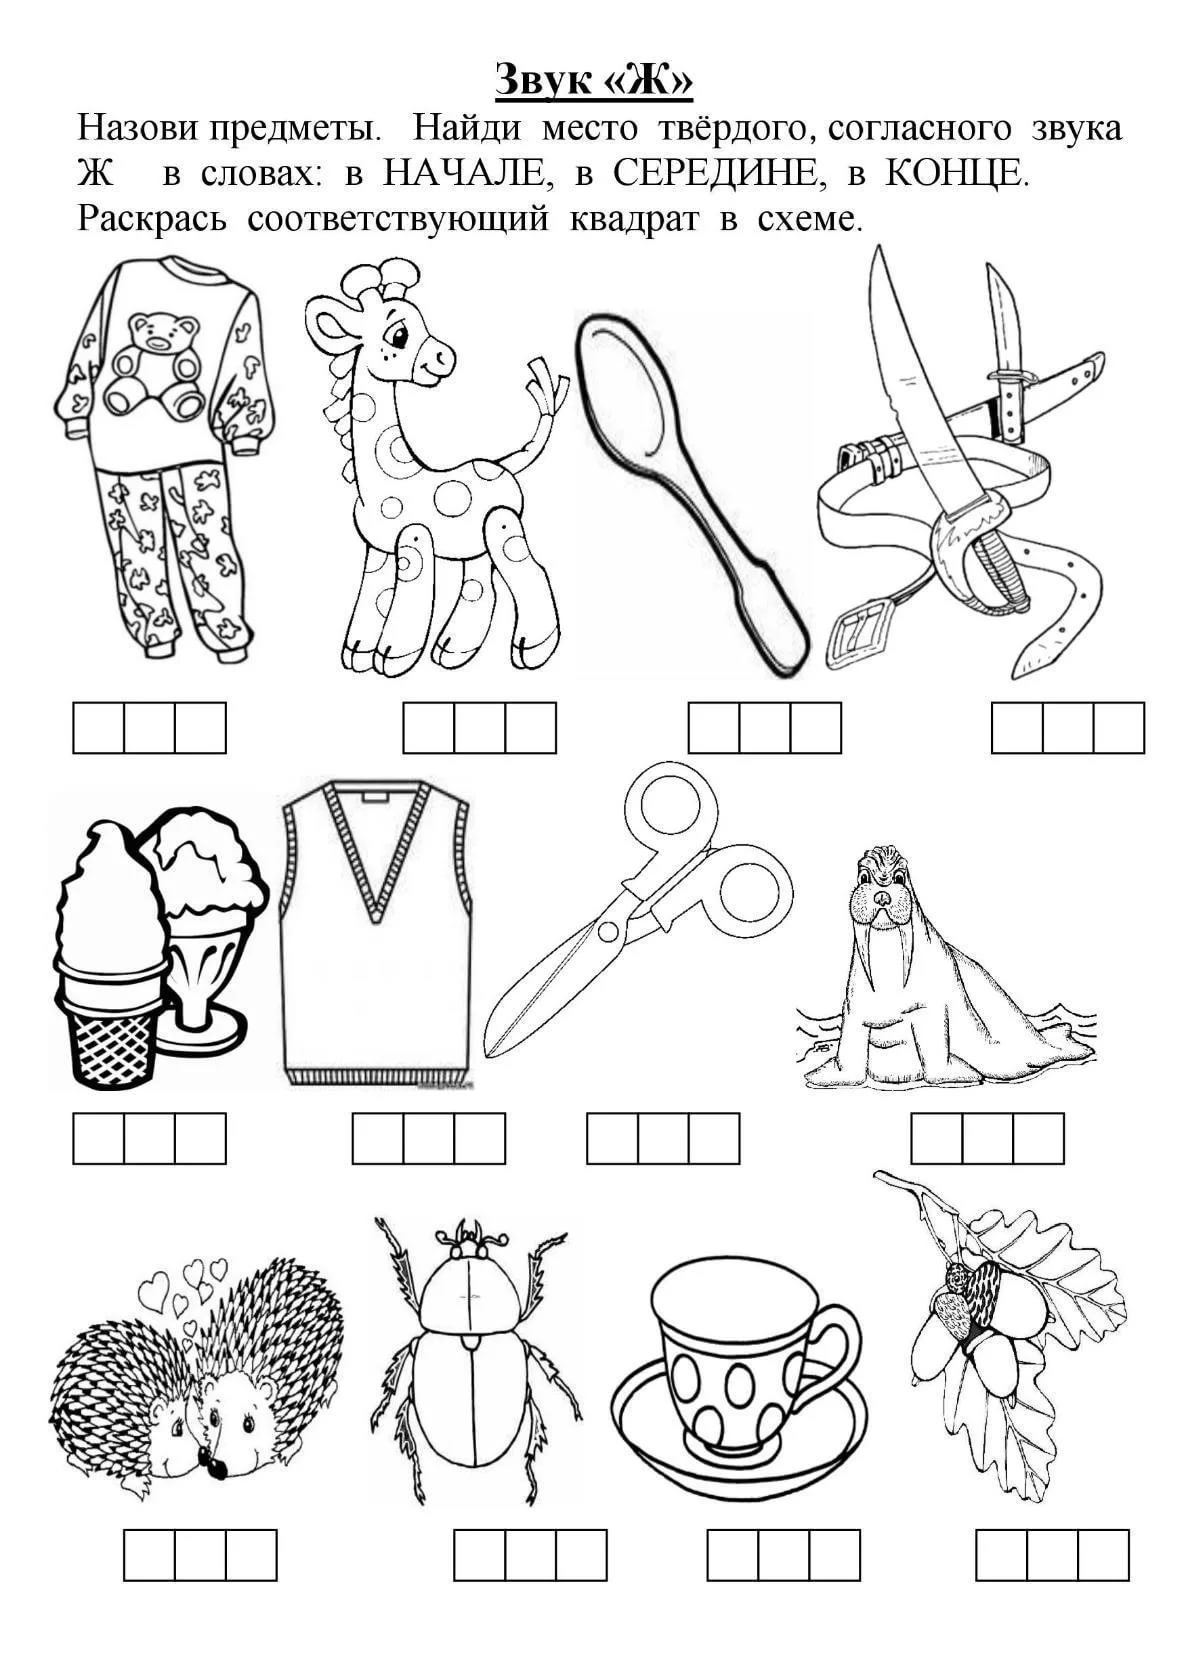 Звук «Ж»
Назови предметы. Найди место твёрдого, согласного звука
Ж в словах: в НАЧАЛЕ, в СЕРЕДИНЕ, в КОНЦЕ.
Раскрась соответствующий квадрат в схеме.